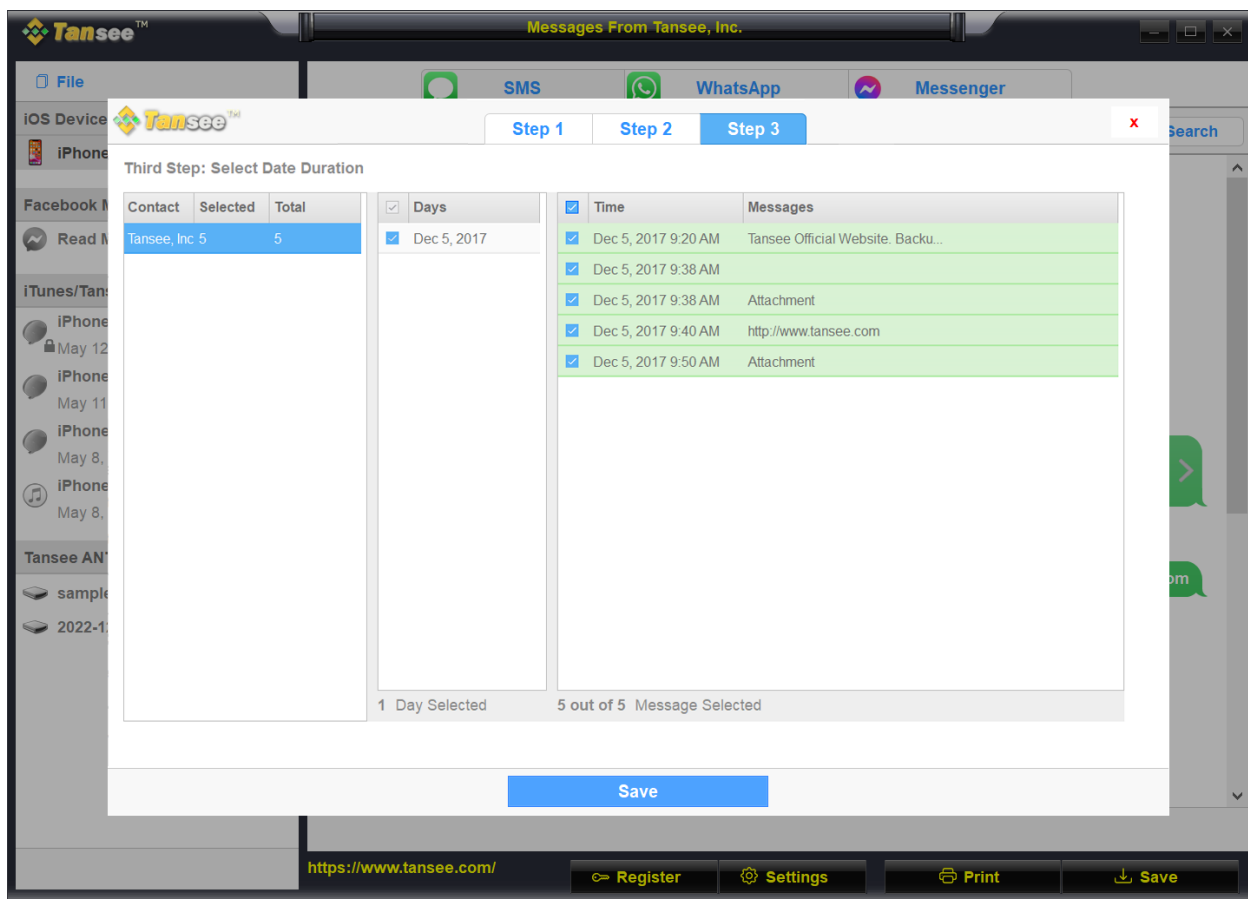 Tansee™
Messages From Tansee, Inc.
File
SMS
WhatsApp
Messenger
iOS Device
Tansee™
Step 1
Step 2
Step 3
x
Search
iPhone
Third Step: Select Date Duration
Facebook
Contact Selected Total
Days
Time Messages
Read
Tansee, Inc 5 5
Dec 5, 2017
Dec 5, 2017 9:20 AM Tansee Official Website. Backu...
Dec 5, 2017 9:38 AM
Dec 5, 2017 9:38 AM Attachment
Dec 5, 2017 9:40 AM http://www.tansee.com
Dec 5, 2017 9:50 AM Attachment
iTunes/Tans
iPhone
May 12
iPhone
May 11
iPhone
May 8,
iPhone
May 8,
Tansee ANT
sample
2022-1
om
1 Day Selected
5 out of 5 Message Selected
Save
https://www.tansee.com/
Register
Settings
Print
Save